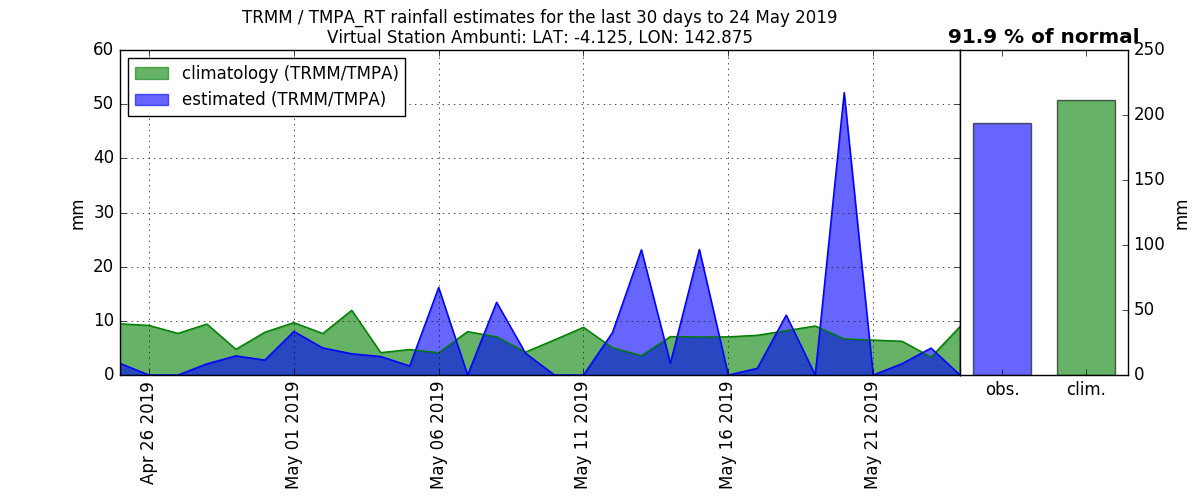 TRMM / TMPA_RT rainfall estimates for the last 30 days to 24 May 2019
Virtual Station Ambunti: LAT: -4.125, LON: 142.875
91.9 % of normal
climatology (TRMM/TMPA)
estimated (TRMM/TMPA)
60
50
40
30
20
10
0
mm
Apr 26 2019
May 01 2019
May 06 2019
May 11 2019
May 16 2019
May 21 2019
250
200
150
100
50
0
mm
obs.
clim.